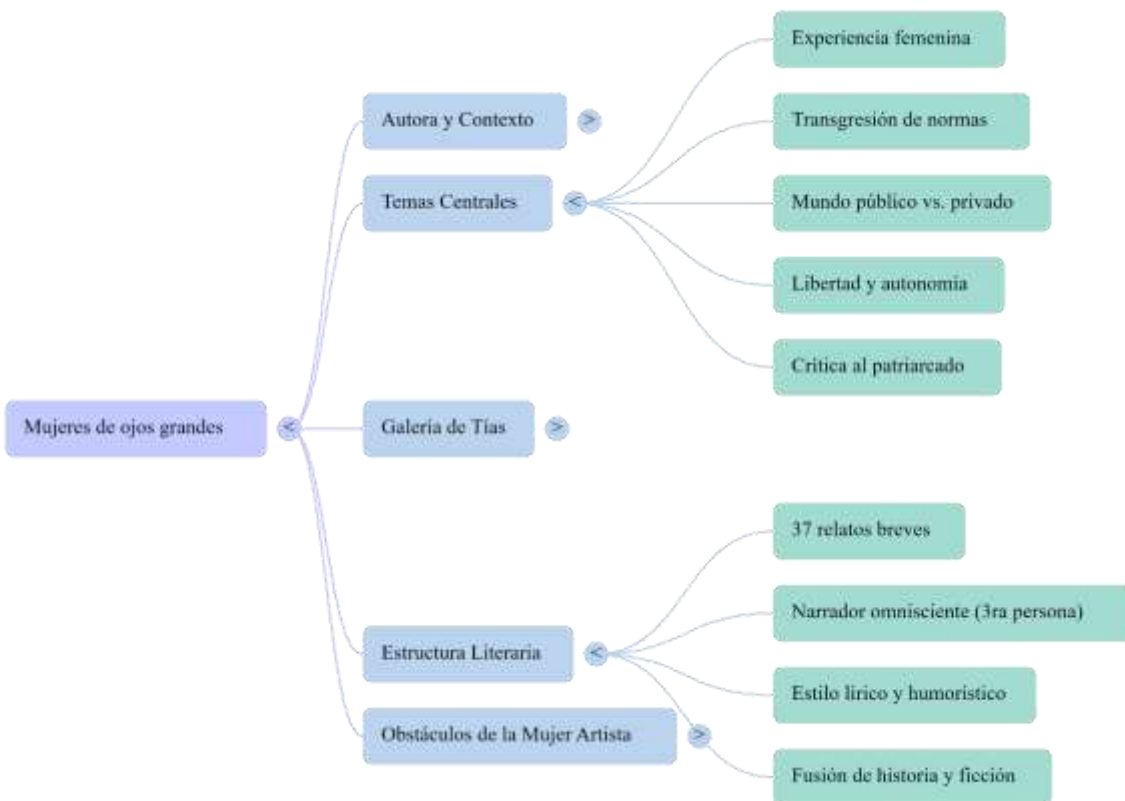 Mujeres de ojos grandes
Autora y Contexto
>
Temas Centrales
<
Experiencia femenina
Transgresión de normas
Mundo público vs. privado
Libertad y autonomía
Crítica al patriarcado
<
Galería de Tías
>
Estructura Literaria
<
37 relatos breves
Narrador omnisciente (3ra persona)
Estilo lírico y humorístico
Fusión de historia y ficción
Obstáculos de la Mujer Artista
>